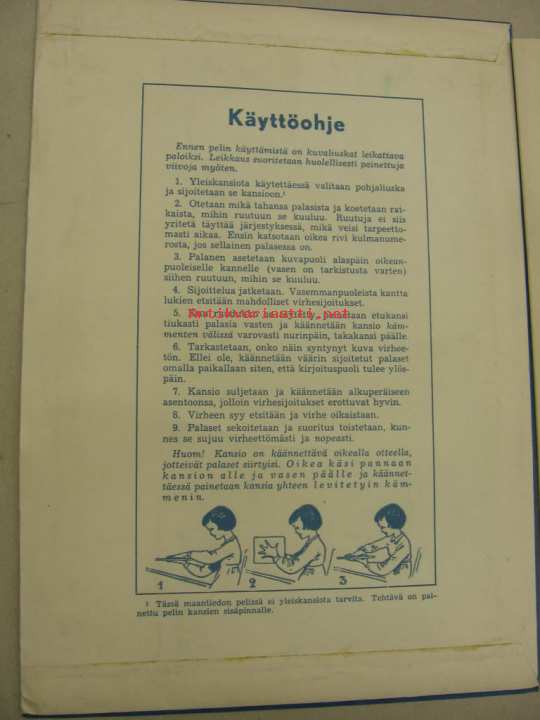 Käyttöohje
Ennen pelin käyttämistä on kuvaliuskat leikattava
paloiksi. Leikkaus suoritetaan huolellisesti painettuja
viivoja myöten.
1. Yleiskansiota käytettäessä valitaan pohjaliuska
ja sijoitetaan se kansioon.¹
2. Otetaan mikä tahansa palasista ja koetetaan rat-
kaista, mihin ruutuun se kuuluu. Ruutuja ei siis
yritetä täyttää järjestyksessä, mikä veisi tarpeetto-
masti aikaa. Ensin katsotaan oikea rivi kulmanume-
rosta, jos sellainen palasessa on.
3. Palanen asetetaan kuvapuoli alaspäin oikean-
puoleiselle kannelle (vasen on tarkistusta varten)
siihen ruutuun, mihin se kuuluu.
4. Sijoittelua jatketaan. Vasemmanpuoleista kantta
lukien etsitään mahdolliset virhesijoitukset.
5. Kun ruudusto on täytetty, painetaan etukansi
tiukasti palasia vasten ja käännetään kansio käm-
menten välissä varovasti nurinpäin, takakansi päälle.
6. Tarkastetaan, onko näin syntynyt kuva virhee-
tön. Ellei ole, käännetään väärin sijoitetut palaset
omalla paikallaan siten, että kirjoituspuoli tulee ylös-
päin.
7. Kansio suljetaan ja käännetään alkuperäiseen
asentoonsa, jolloin virhesijoitukset erottuvat hyvin.
8. Virheen syy etsitään ja virhe oikaistaan.
9. Palaset sekoitetaan ja suoritus toistetaan, kun-
nes se sujuu virheettömästi ja nopeasti.
Huom! Kansio on käännettävä oikealla otteella,
jotteivät palaset siirtyisi. Oikea käsi pannaan
kansion alle ja vasen päälle ja käännet-
täessä painetaan kansia yhteen levitetyin käm-
menin.
1 2 3
¹ Tässä maantiedon pelissä ei yleiskansiota tarvita. Tehtävä on pai-
nettu pelin kansien sisäpinnalle.